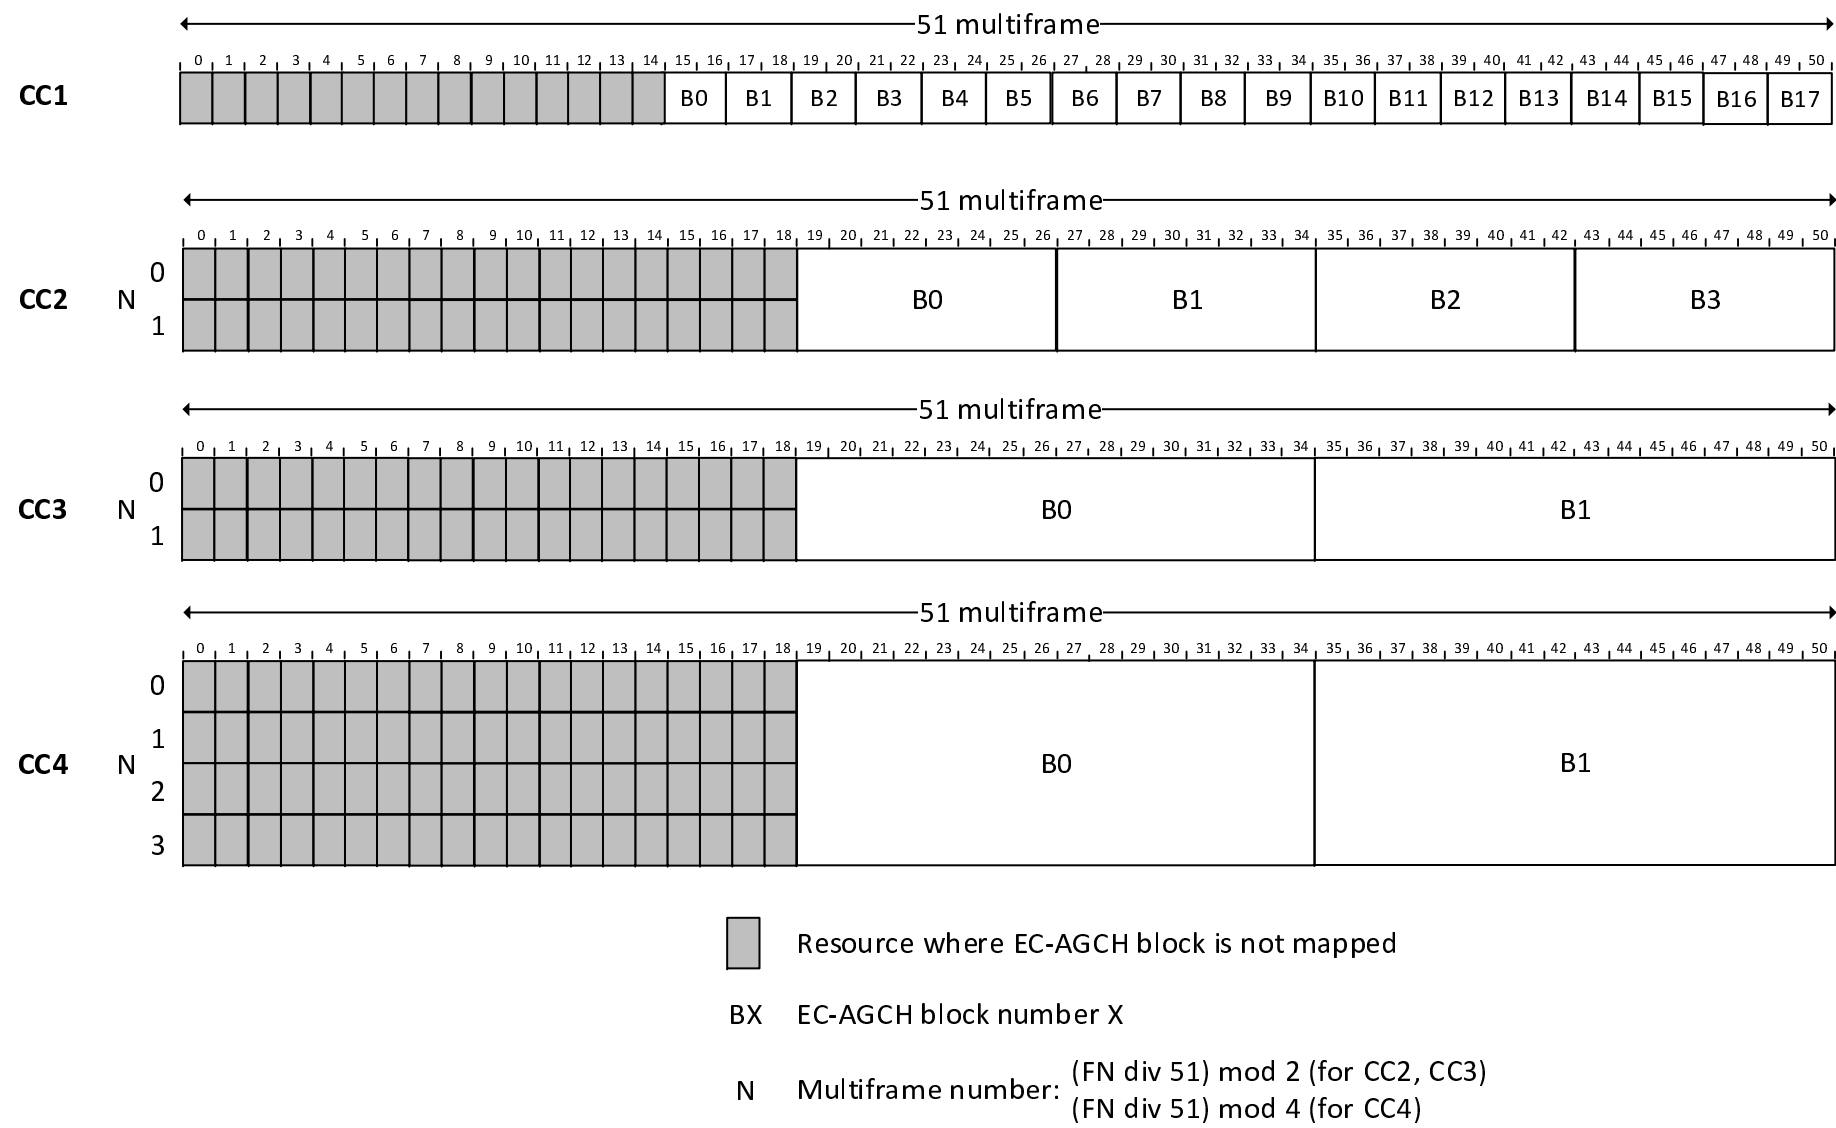 51 multiframe
0 1 2 3 4 5 6 7 8 9 10 11 12 13 14 15 16 17 18 19 20 21 22 23 24 25 26 27 28 29 30 31 32 33 34 35 36 37 38 39 40 41 42 43 44 45 46 47 48 49 50
CC1 B0 B1 B2 B3 B4 B5 B6 B7 B8 B9 B10 B11 B12 B13 B14 B15 B16 B17
51 multiframe
0 1 2 3 4 5 6 7 8 9 10 11 12 13 14 15 16 17 18 19 20 21 22 23 24 25 26 27 28 29 30 31 32 33 34 35 36 37 38 39 40 41 42 43 44 45 46 47 48 49 50
0
CC2 N B0 B1 B2 B3
1
51 multiframe
0 1 2 3 4 5 6 7 8 9 10 11 12 13 14 15 16 17 18 19 20 21 22 23 24 25 26 27 28 29 30 31 32 33 34 35 36 37 38 39 40 41 42 43 44 45 46 47 48 49 50
0
CC3 N B0 B1
1
51 multiframe
0 1 2 3 4 5 6 7 8 9 10 11 12 13 14 15 16 17 18 19 20 21 22 23 24 25 26 27 28 29 30 31 32 33 34 35 36 37 38 39 40 41 42 43 44 45 46 47 48 49 50
0
1
CC4 N B0 B1
2
3
Resource where EC-AGCH block is not mapped
BX EC-AGCH block number X
N Multiframe number:
(FN div 51) mod 2 (for CC2, CC3)
(FN div 51) mod 4 (for CC4)